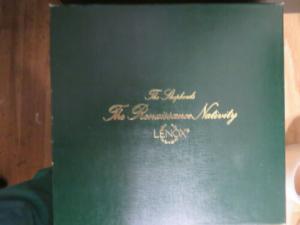 The Shepherds
The Renaissance Nativity
LENOX®